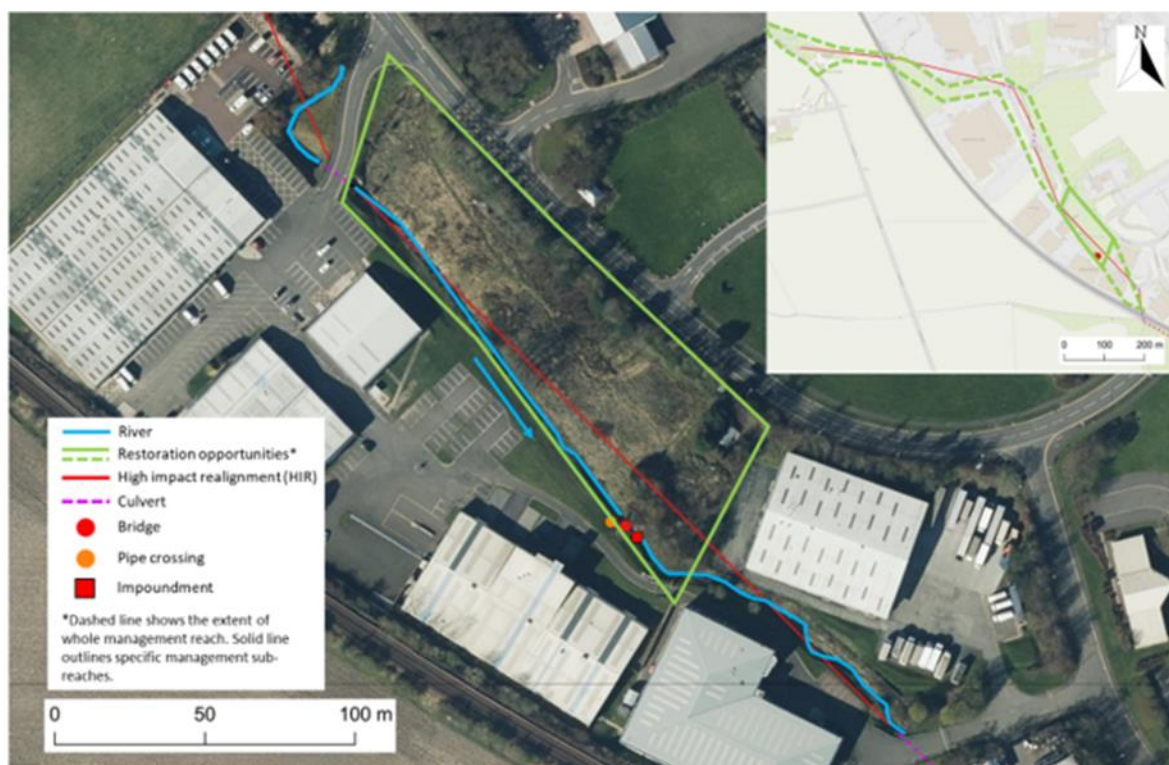 N
0 100 200 m
River
Restoration opportunities*
High impact realignment (HIR)
Culvert
Bridge
Pipe crossing
Impoundment
*Dashed line shows the extent of
whole management reach. Solid line
outlines specific management sub-
reaches.
0 50 100 m